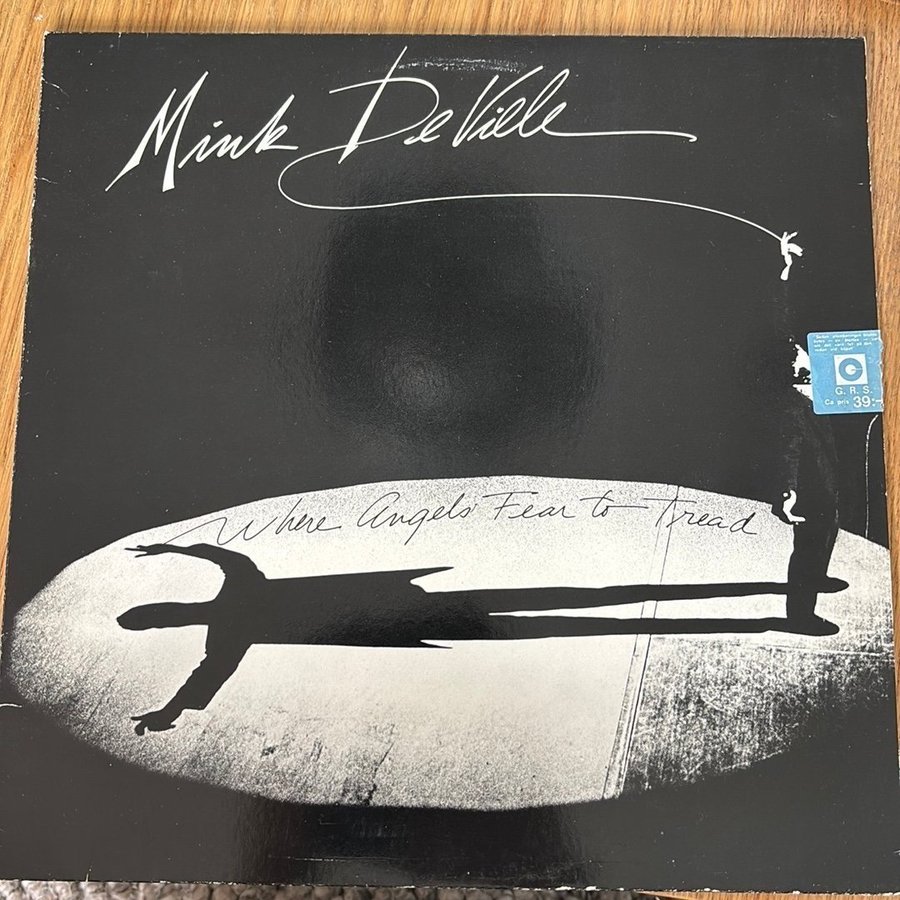 Mink DeVille
G. R. S.
Ca pris 39:-
Where Angels Fear to Tread